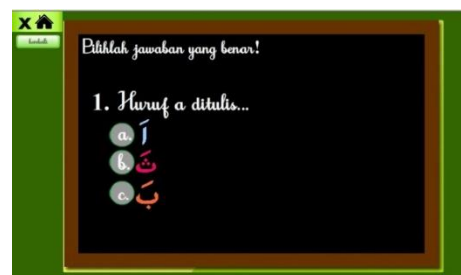 X
Pilihlah jawaban yang benar!
1. Huruf a ditulis...
a. اَ
b. ثَ
c. بَ